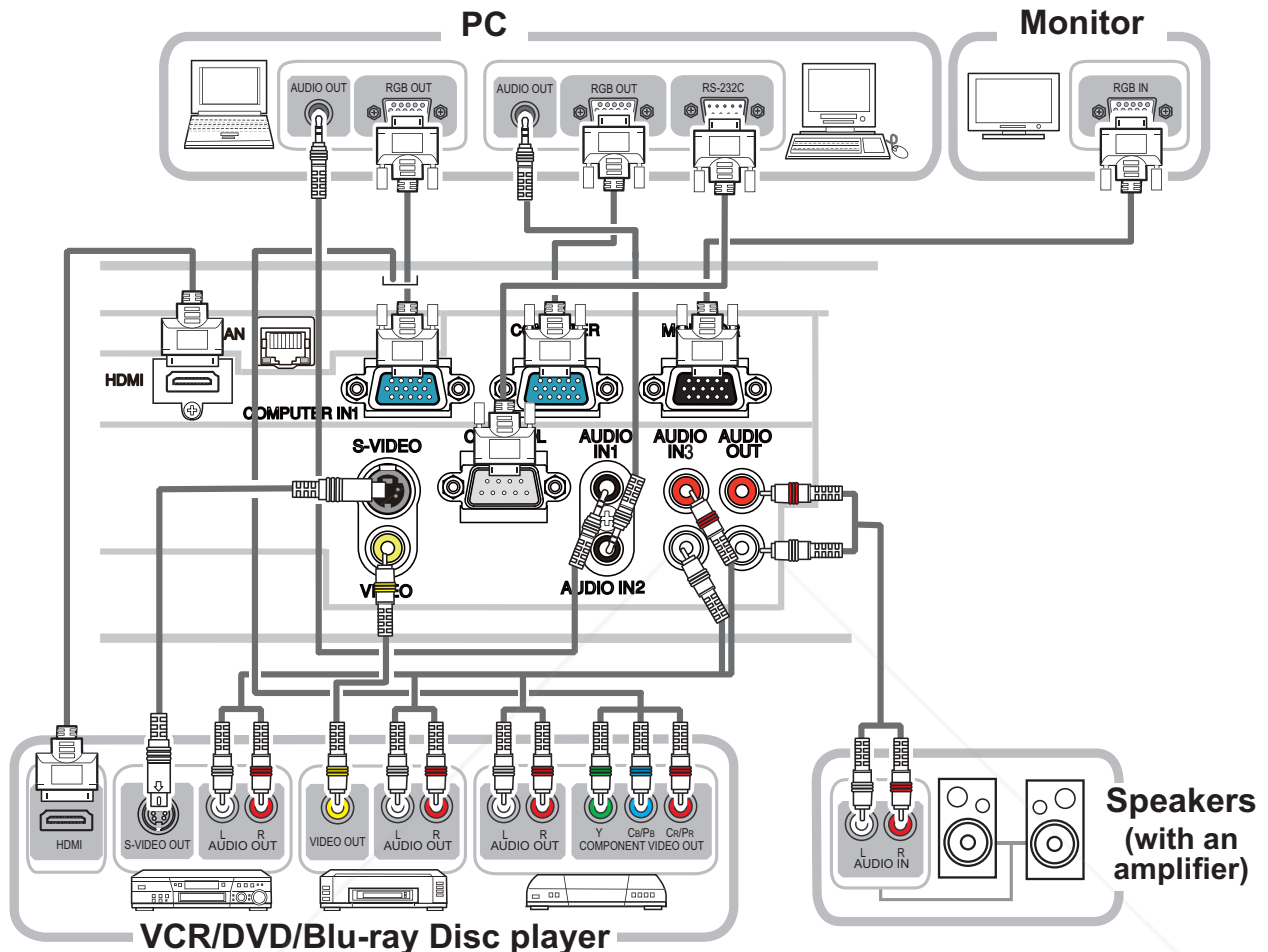 PC
Monitor
AUDIO OUT
RGB OUT
AUDIO OUT
RGB OUT
RS-232C
RGB IN
AN
HDMI
COMPUTER IN1
S-VIDEO
AUDIO IN1
AUDIO IN3
AUDIO OUT
AUDIO IN2
HDMI
S-VIDEO OUT
L R
AUDIO OUT
VIDEO OUT
L R
AUDIO OUT
L R
AUDIO OUT
Y CB/PB CR/PR
COMPONENT VIDEO OUT
L R
AUDIO IN
Speakers
(with an
amplifier)
VCR/DVD/Blu-ray Disc player